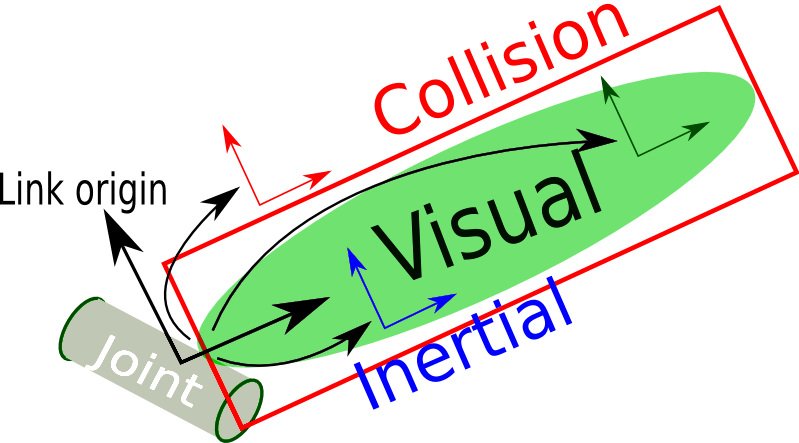 Collision
Link origin
Visual
Inertial
Joint